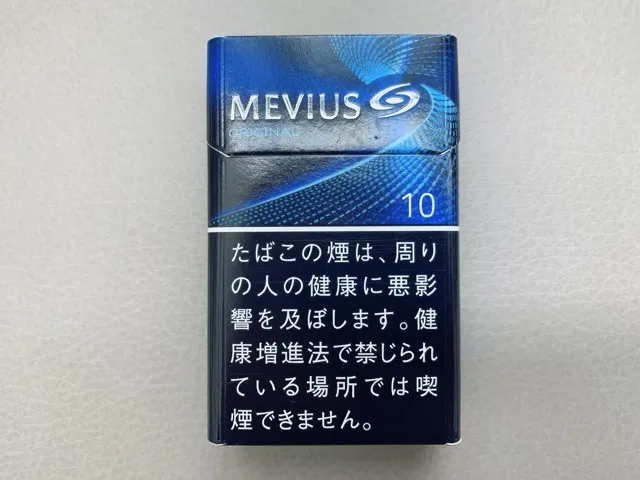 MEVIUS
ORIGINAL
10
たばこの煙は、周り
の人の健康に悪影
響を及ぼします。健
康増進法で禁じられ
ている場所では喫
煙できません。